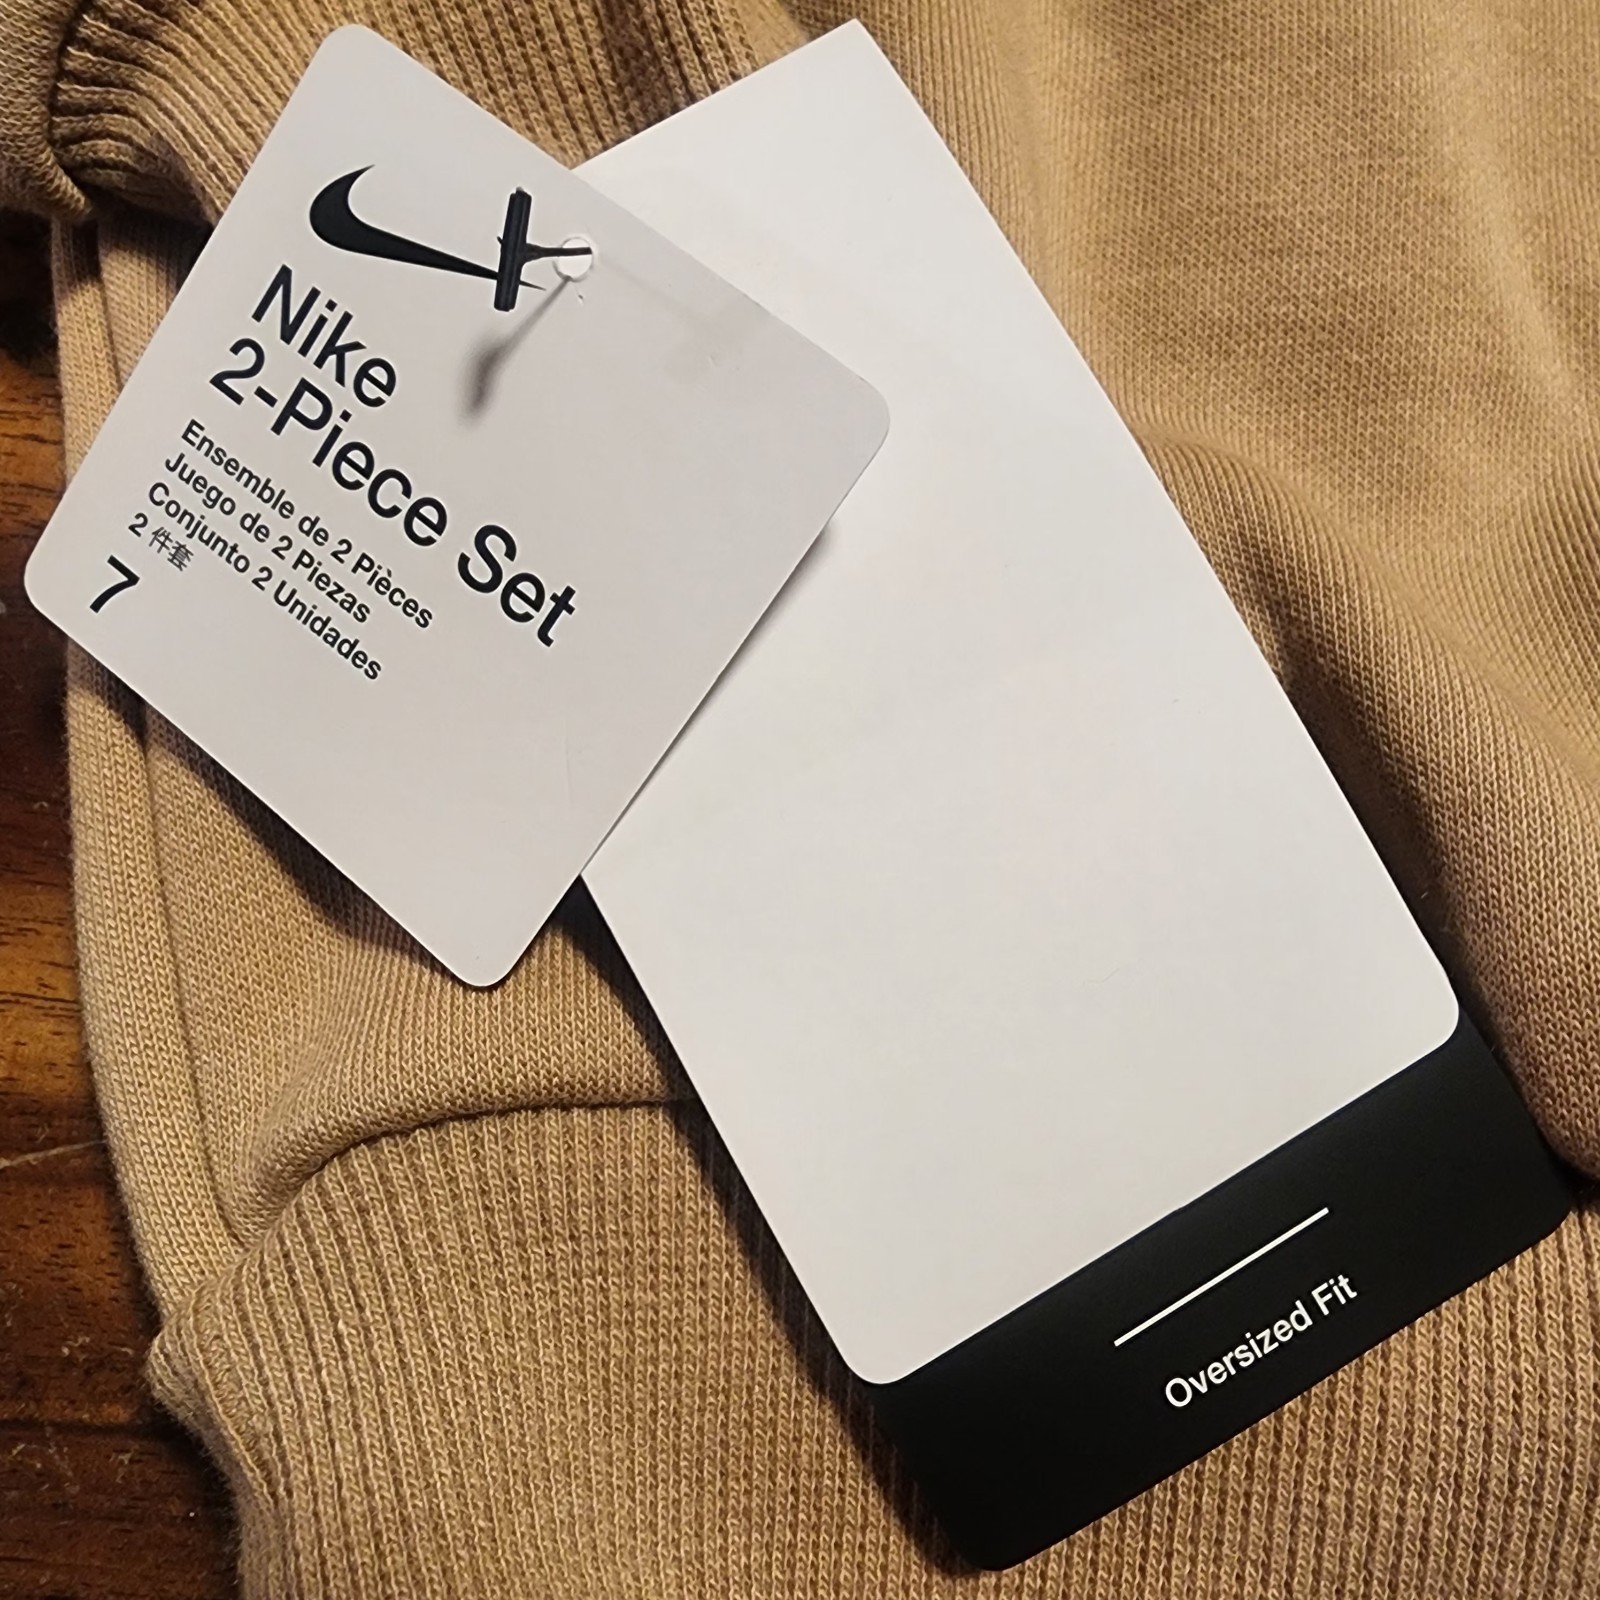 Nike
2-Piece Set
Ensemble de 2 Pièces
Juego de 2 Piezas
Conjunto 2 Unidades
2 件套
7
Oversized Fit